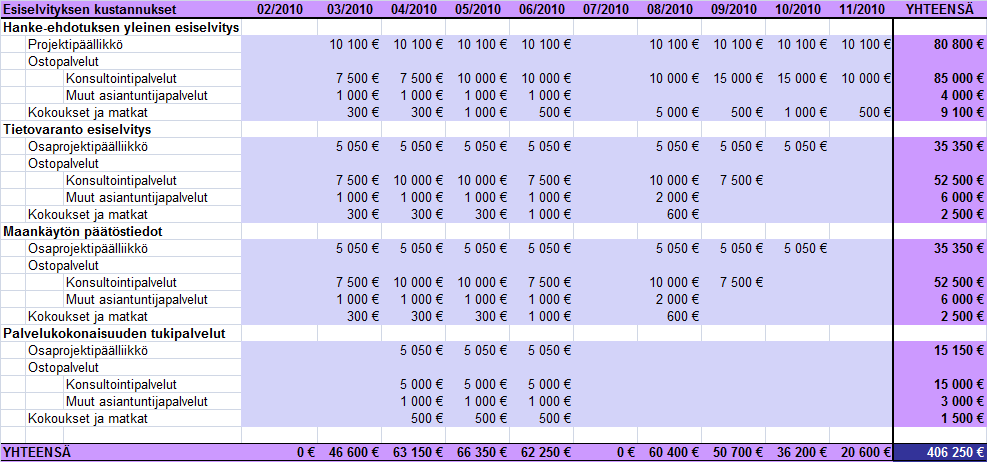 Esiselvityksen kustannukset 02/2010 03/2010 04/2010 05/2010 06/2010 07/2010 08/2010 09/2010 10/2010 11/2010 YHTEENSÄ
Hanke-ehdotuksen yleinen esiselvitys
Projektipäällikkö 10 100 € 10 100 € 10 100 € 10 100 € 10 100 € 10 100 € 10 100 € 10 100 € 80 800 €
Ostopalvelut
Konsultointipalvelut 7 500 € 7 500 € 10 000 € 10 000 € 10 000 € 15 000 € 15 000 € 10 000 € 85 000 €
Muut asiantuntijapalvelut 1 000 € 1 000 € 1 000 € 1 000 € 4 000 €
Kokoukset ja matkat 300 € 300 € 1 000 € 500 € 5 000 € 500 € 1 000 € 500 € 9 100 €
Tietovaranto esiselvitys
Osaprojektipäälliikkö 5 050 € 5 050 € 5 050 € 5 050 € 5 050 € 5 050 € 5 050 € 35 350 €
Ostopalvelut
Konsultointipalvelut 7 500 € 10 000 € 10 000 € 7 500 € 10 000 € 7 500 € 52 500 €
Muut asiantuntijapalvelut 1 000 € 1 000 € 1 000 € 1 000 € 2 000 € 6 000 €
Kokoukset ja matkat 300 € 300 € 300 € 1 000 € 600 € 2 500 €
Maankäytön päätöstiedot
Osaprojektipäälliikkö 5 050 € 5 050 € 5 050 € 5 050 € 5 050 € 5 050 € 5 050 € 35 350 €
Ostopalvelut
Konsultointipalvelut 7 500 € 10 000 € 10 000 € 7 500 € 10 000 € 7 500 € 52 500 €
Muut asiantuntijapalvelut 1 000 € 1 000 € 1 000 € 1 000 € 2 000 € 6 000 €
Kokoukset ja matkat 300 € 300 € 300 € 1 000 € 600 € 2 500 €
Palvelukokonaisuuden tukipalvelut
Osaprojektipäälliikkö 5 050 € 5 050 € 5 050 € 15 150 €
Ostopalvelut
Konsultointipalvelut 5 000 € 5 000 € 5 000 € 15 000 €
Muut asiantuntijapalvelut 1 000 € 1 000 € 1 000 € 3 000 €
Kokoukset ja matkat 500 € 500 € 500 € 1 500 €
YHTEENSÄ 0 € 46 600 € 63 150 € 66 350 € 62 250 € 0 € 60 400 € 50 700 € 36 200 € 20 600 € 406 250 €